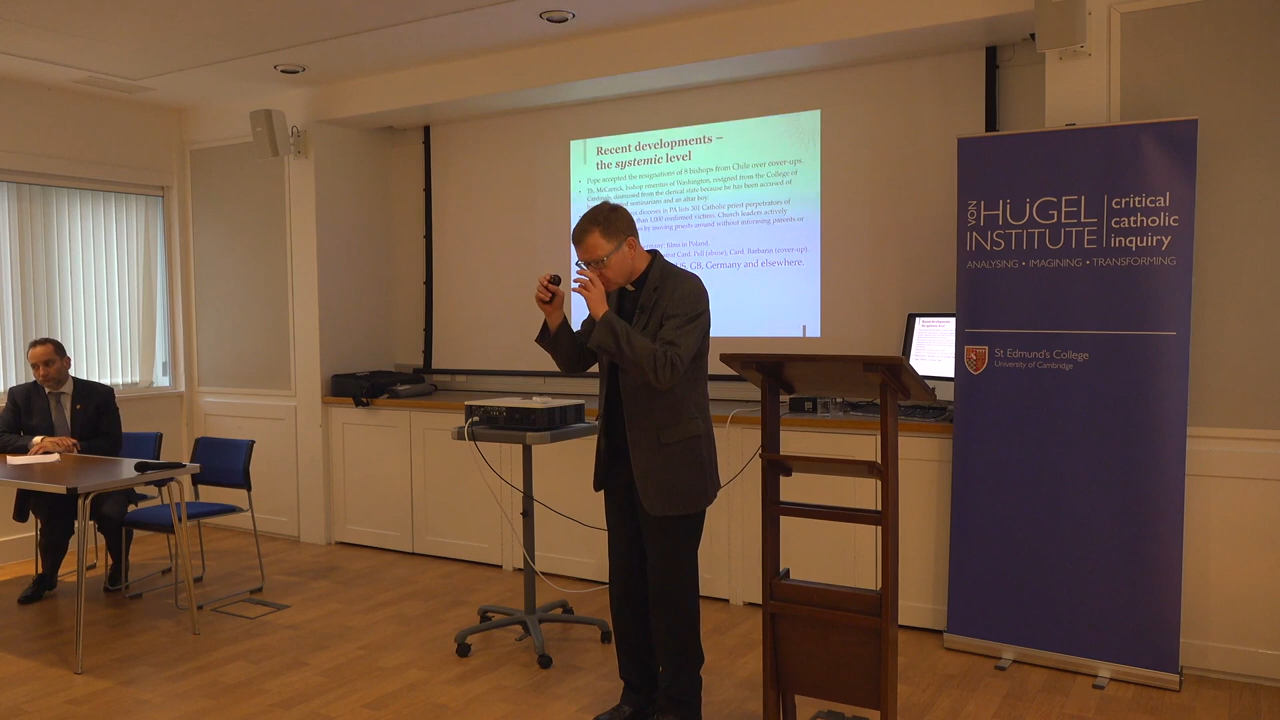 Recent developments –
the systemic level
• Pope accepted the resignations of 8 bishops from Chile over cover-ups.
• Th. McCarrick, bishop emeritus of Washington, resigned from the College of
Cardinals, dismissed from the clerical state because he has been accused of
seminarians and an altar boy.
dioceses in PA lists 301 Catholic priest perpetrators of
than 1,000 confirmed victims. Church leaders actively
by moving priests around without informing parents or
Germany: films in Poland.
Card. Pell (abuse), Card. Barbarin (cover-up)
US, GB, Germany and elsewhere.
VON HÜGEL INSTITUTE
critical
catholic
inquiry
ANALYSING • IMAGINING • TRANSFORMING
St Edmund's College
University of Cambridge